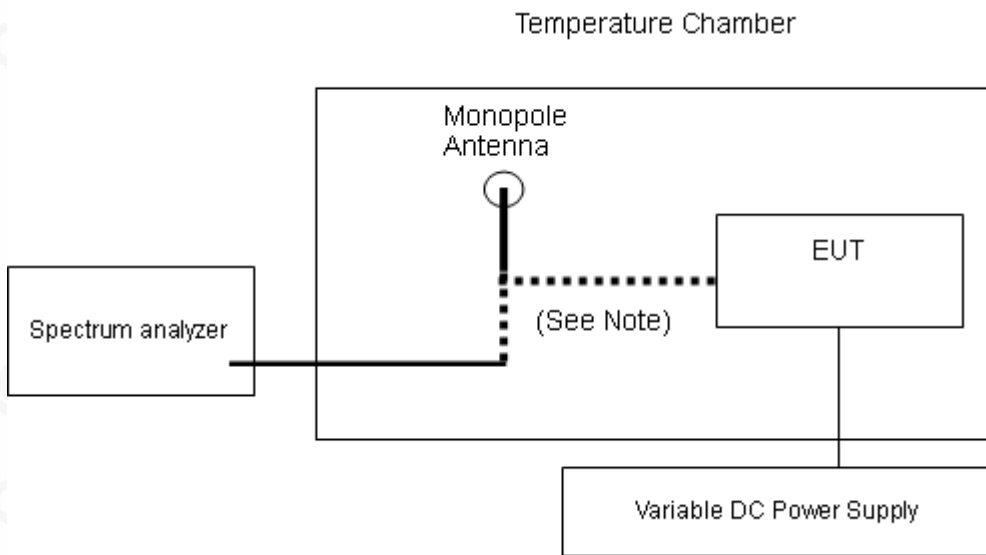 Temperature Chamber
Monopole
Antenna
EUT
Spectrum analyzer
(See Note)
Variable DC Power Supply